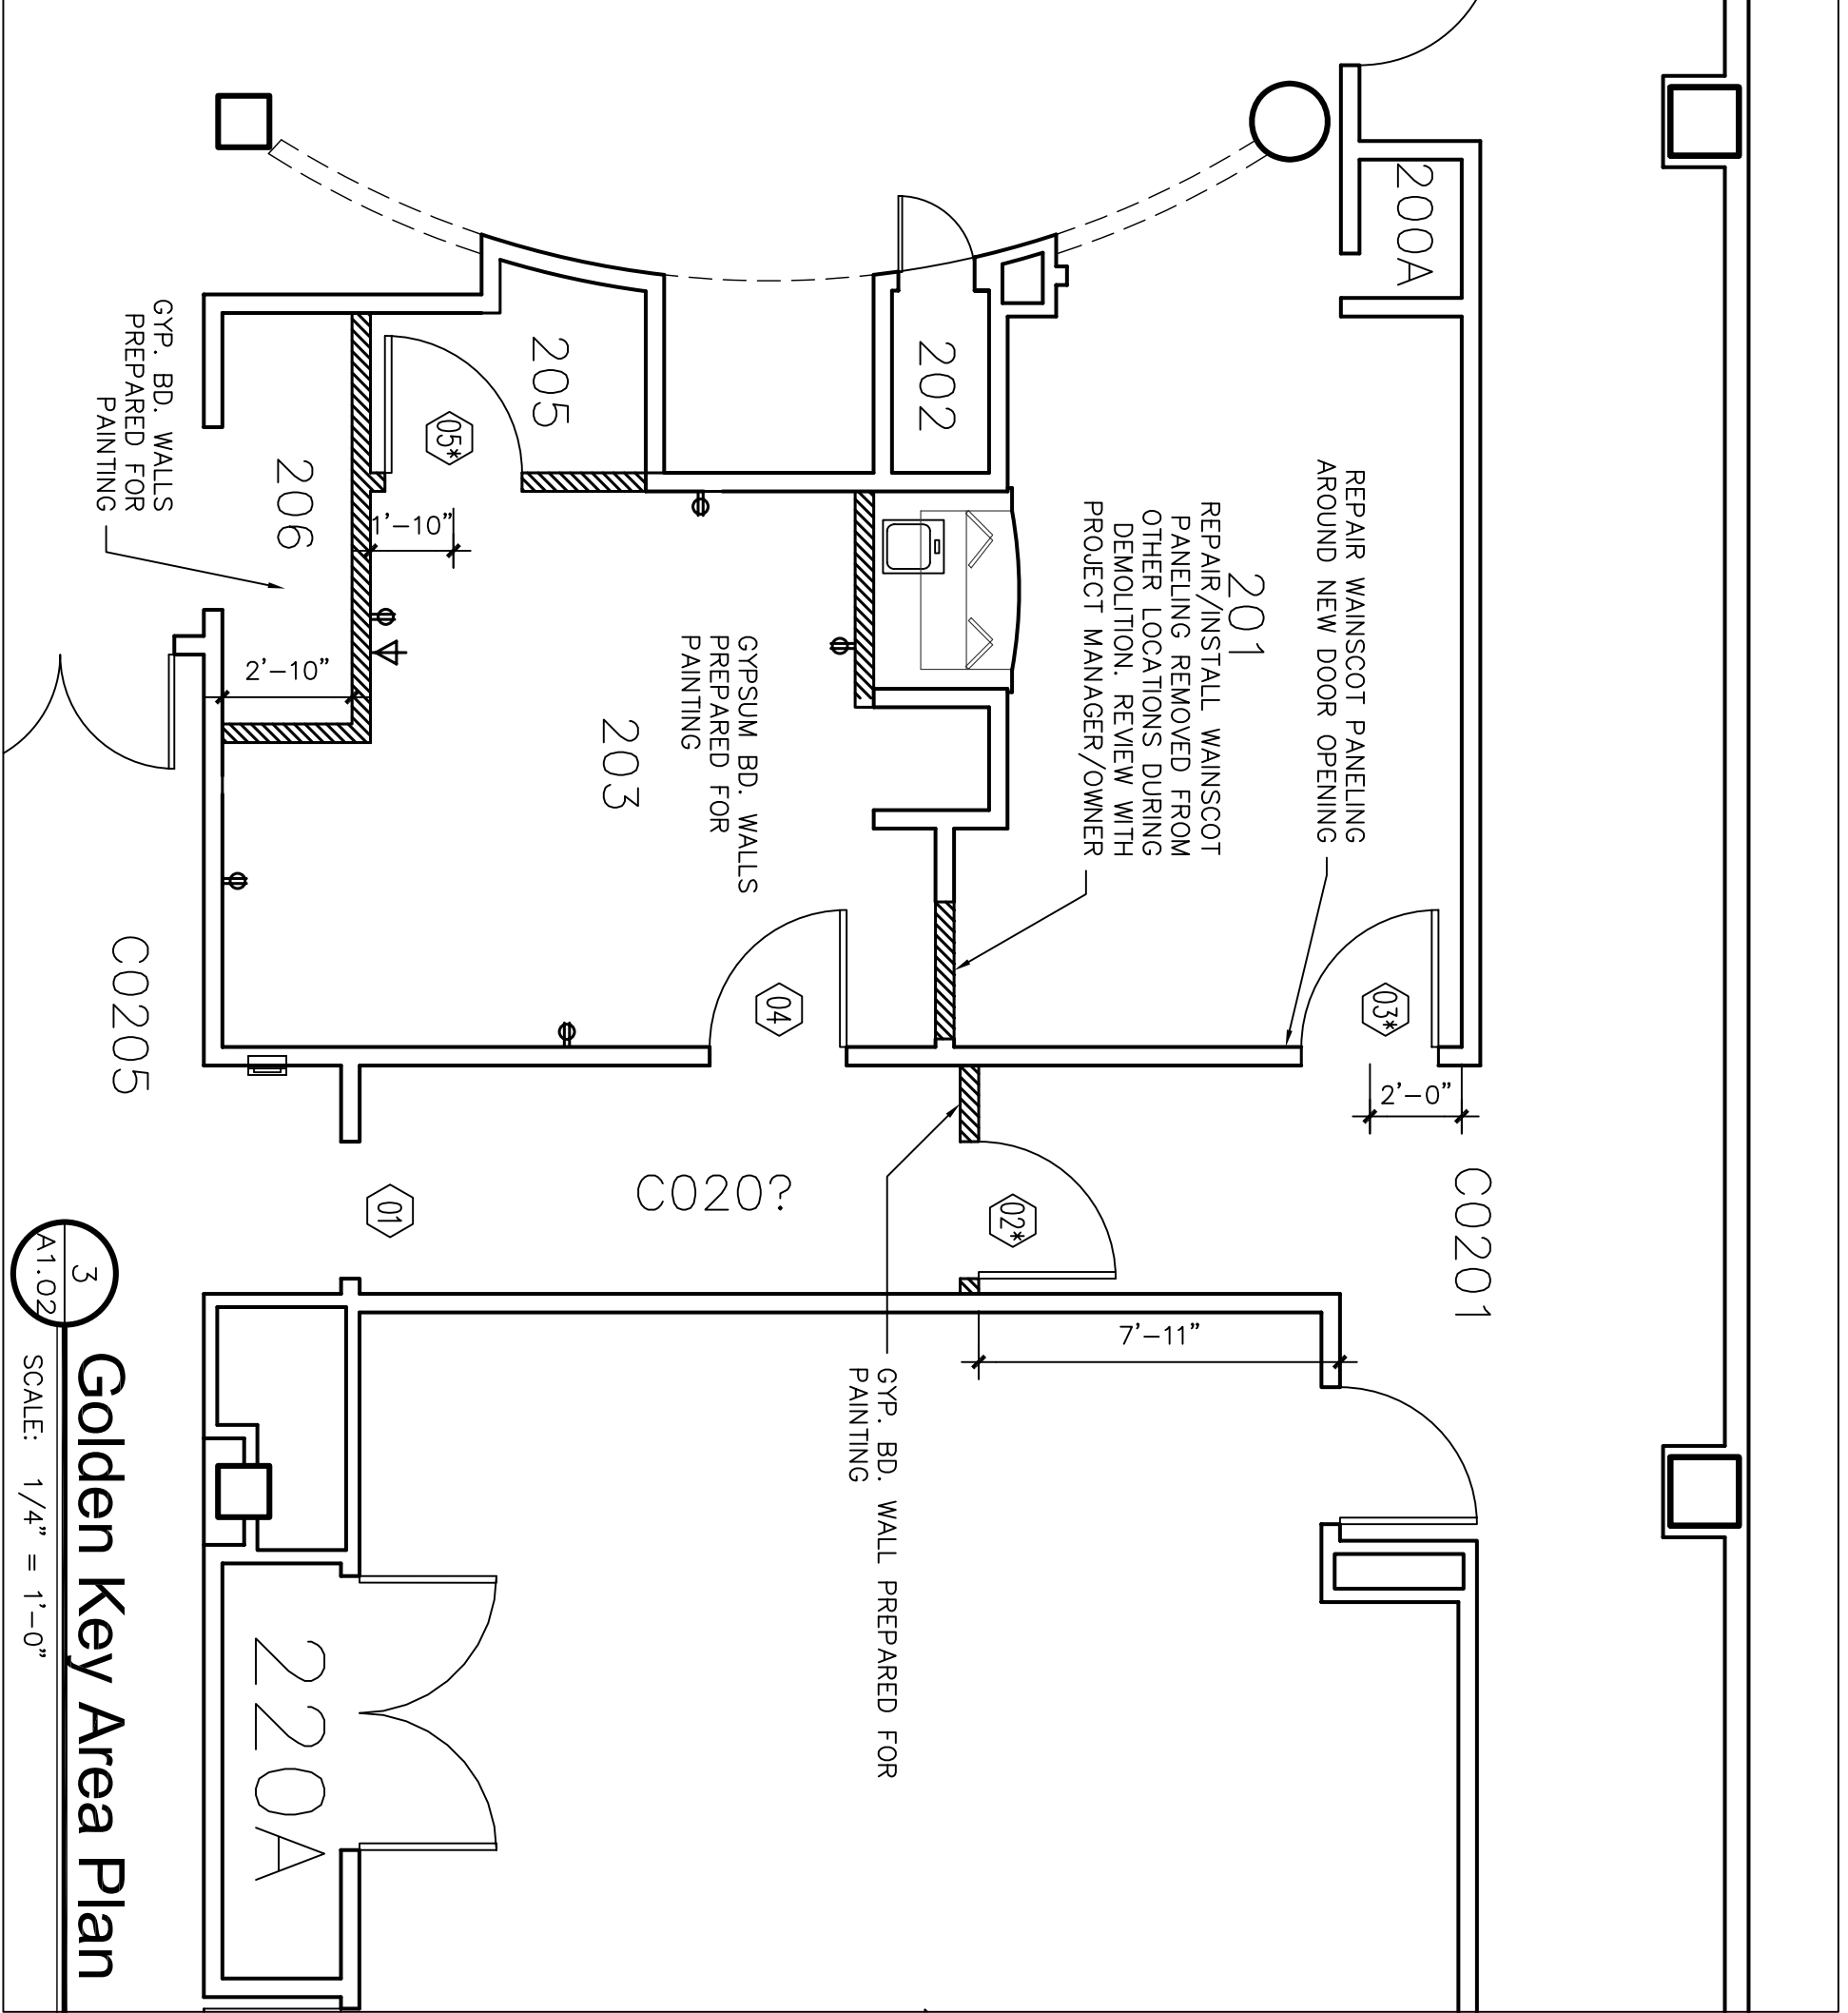 200A
C0201
2'-0"
03*
REPAIR WAINSCOT PANELING
AROUND NEW DOOR OPENING
201
REPAIR/INSTALL WAINSCOT
PANELING REMOVED FROM
OTHER LOCATIONS DURING
DEMOLITION. REVIEW WITH
PROJECT MANAGER/OWNER
202
02*
7'-11"
GYP. BD. WALL PREPARED FOR
PAINTING
04
C020?
GYPSUM BD. WALLS
PREPARED FOR
PAINTING
203
205
05*
1'-10"
01
206
2'-10"
220A
GYP. BD. WALLS
PREPARED FOR
PAINTING
C0205
3
A1.02
Golden Key Area Plan
SCALE: 1/4" = 1'-0"